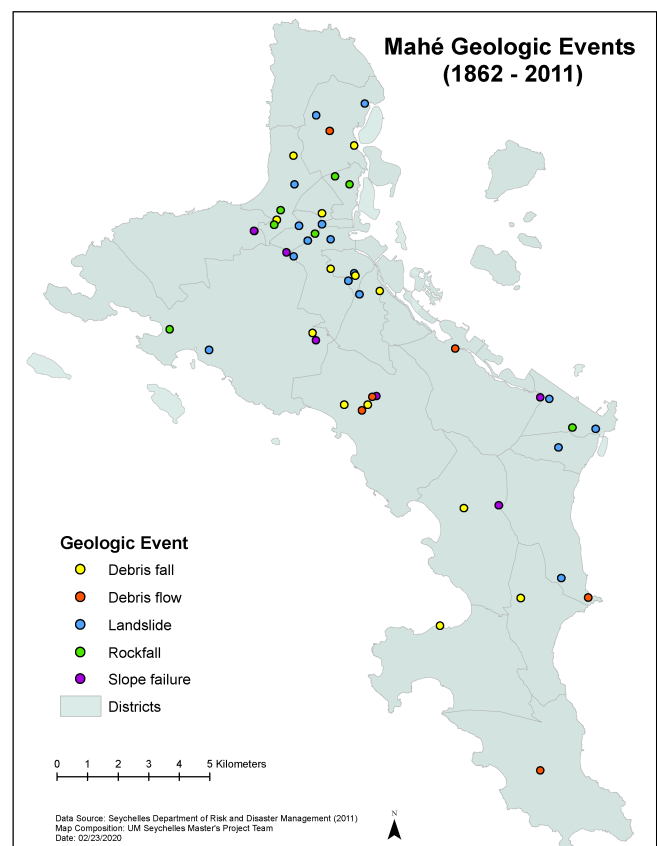 Mahé Geologic Events
(1862 - 2011)
Geologic Event
Debris fall
Debris flow
Landslide
Rockfall
Slope failure
Districts
0 1 2 3 4 5 Kilometers
Data Source: Seychelles Department of Risk and Disaster Management (2011)
Map Composition: UM Seychelles Master's Project Team
Date: 02/23/2020
N